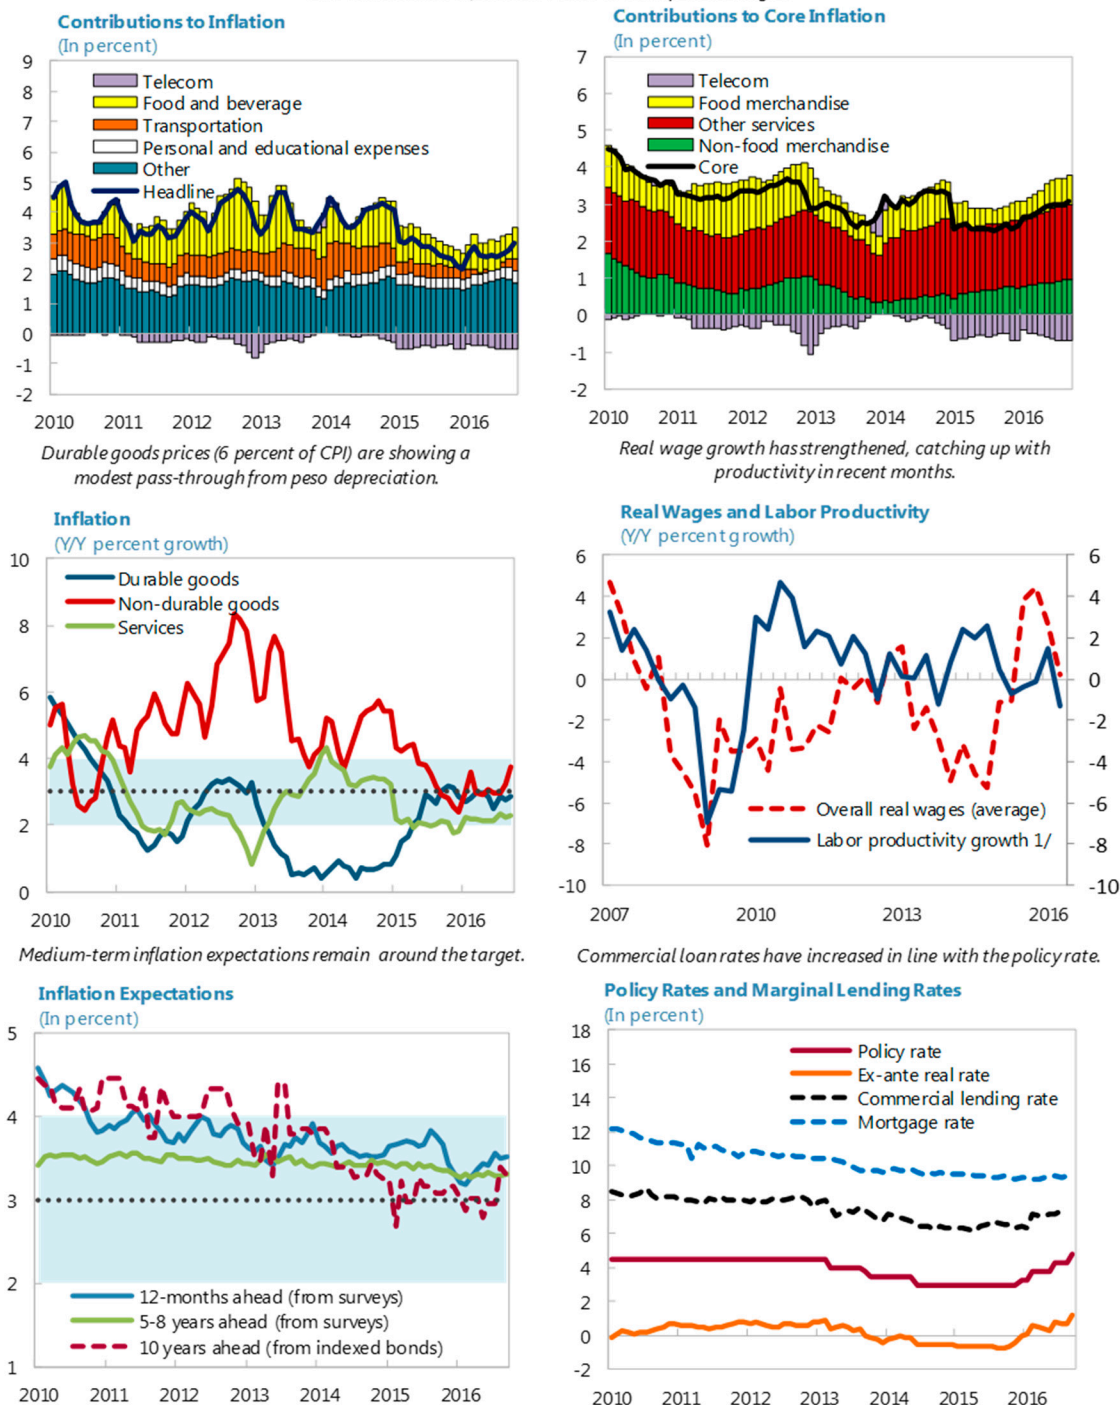 Contributions to Inflation
(In percent)
9
8
7
6
5
4
3
2
1
0
-1
-2
Telecom
Food and beverage
Transportation
Personal and educational expenses
Other
Headline
2010 2011 2012 2013 2014 2015 2016
Contributions to Core Inflation
(In percent)
7
6
5
4
3
2
1
0
-1
-2
Telecom
Food merchandise
Other services
Non-food merchandise
Core
2010 2011 2012 2013 2014 2015 2016
Durable goods prices (6 percent of CPI) are showing a
modest pass-through from peso depreciation.
Real wage growth has strengthened, catching up with
productivity in recent months.
Inflation
(Y/Y percent growth)
10
8
6
4
2
0
Durable goods
Non-durable goods
Services
2010 2011 2012 2013 2014 2015 2016
Real Wages and Labor Productivity
(Y/Y percent growth)
6
4
2
0
-2
-4
-6
-8
-10
6
4
2
0
-2
-4
-6
-8
-10
Overall real wages (average)
Labor productivity growth 1/
2007 2010 2013 2016
Medium-term inflation expectations remain around the target.
Commercial loan rates have increased in line with the policy rate.
Inflation Expectations
(In percent)
5
4
3
2
1
12-months ahead (from surveys)
5-8 years ahead (from surveys)
10 years ahead (from indexed bonds)
2010 2011 2012 2013 2014 2015 2016
Policy Rates and Marginal Lending Rates
(In percent)
18
16
14
12
10
8
6
4
2
0
-2
Policy rate
Ex-ante real rate
Commercial lending rate
Mortgage rate
2010 2011 2012 2013 2014 2015 2016